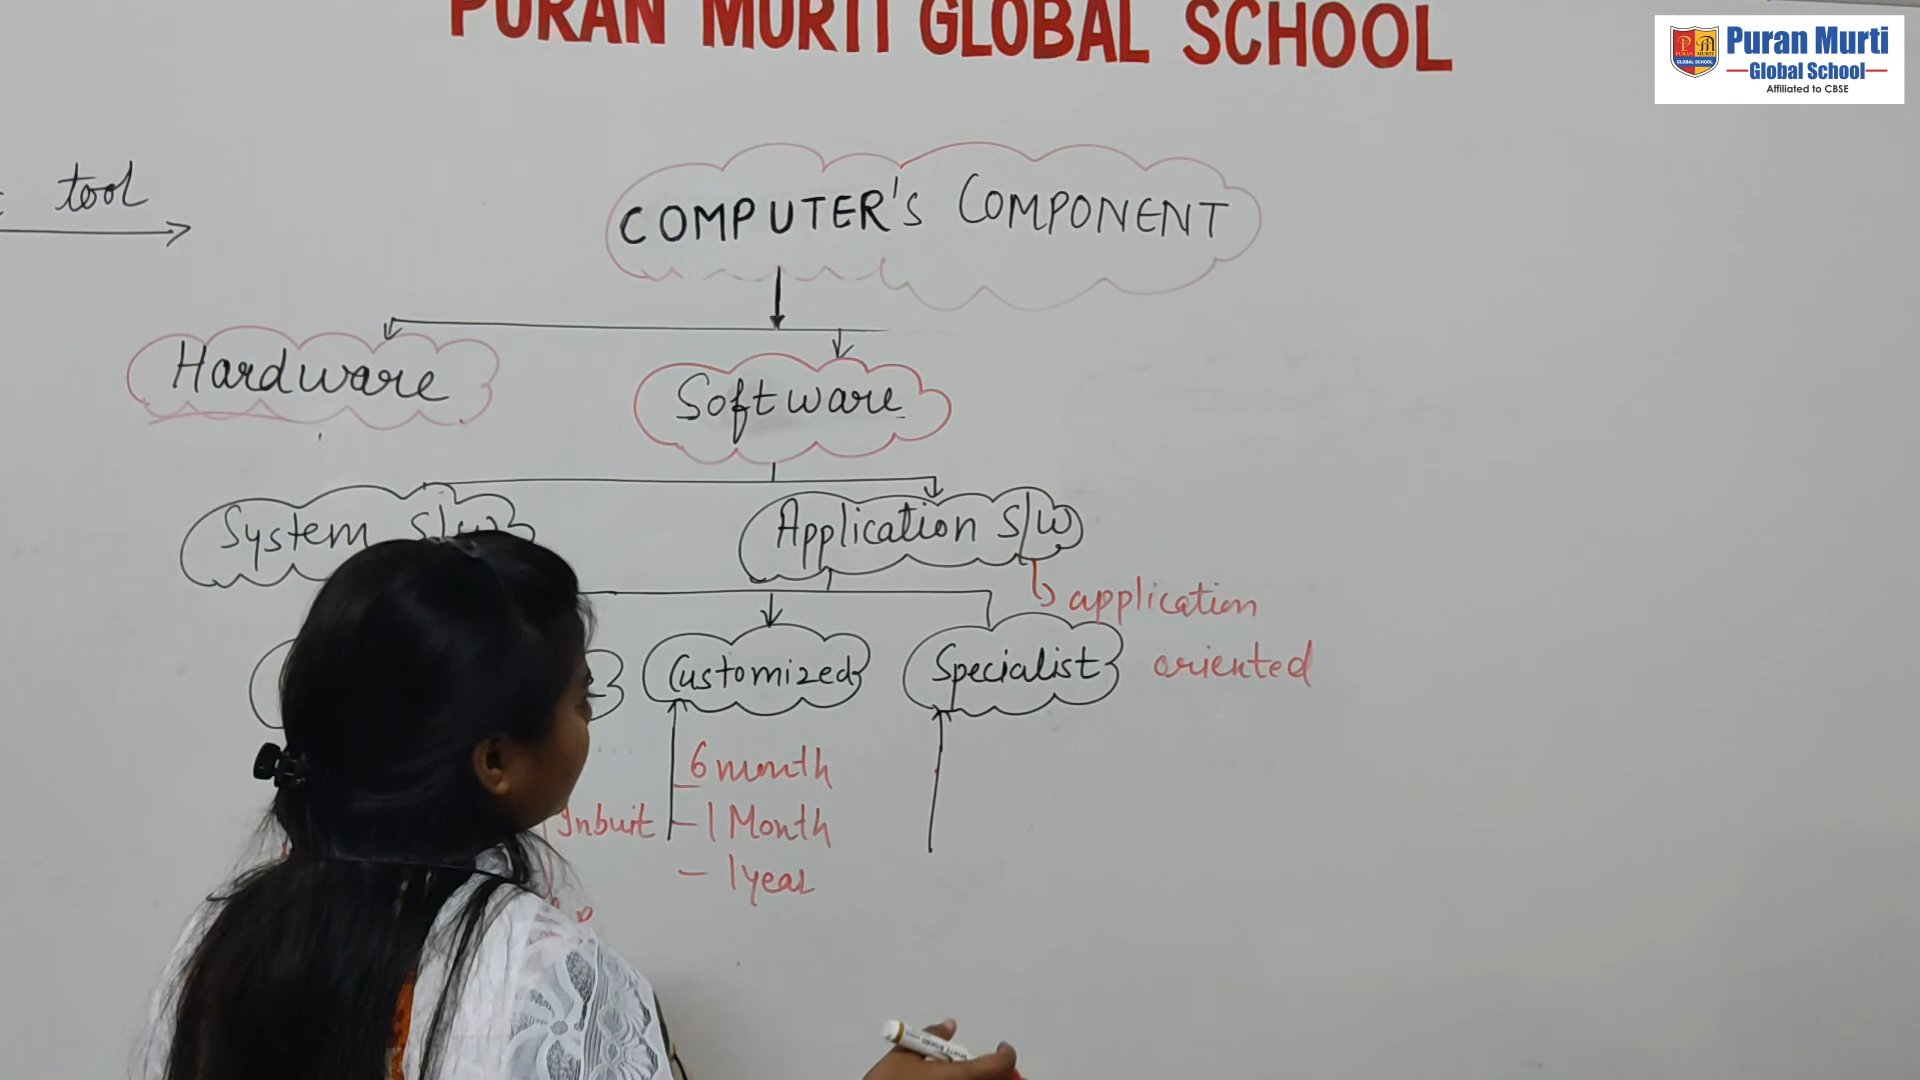 PURAN MURTI GLOBAL SCHOOL
Puran Murti
Global School
Affiliated to CBSE
tool
COMPUTER'S COMPONENT
Hardware
Software
System S/w
Application S/W
application
oriented
Customized
Specialist
6 month
Inbuit
- 1 Month
- 1 year